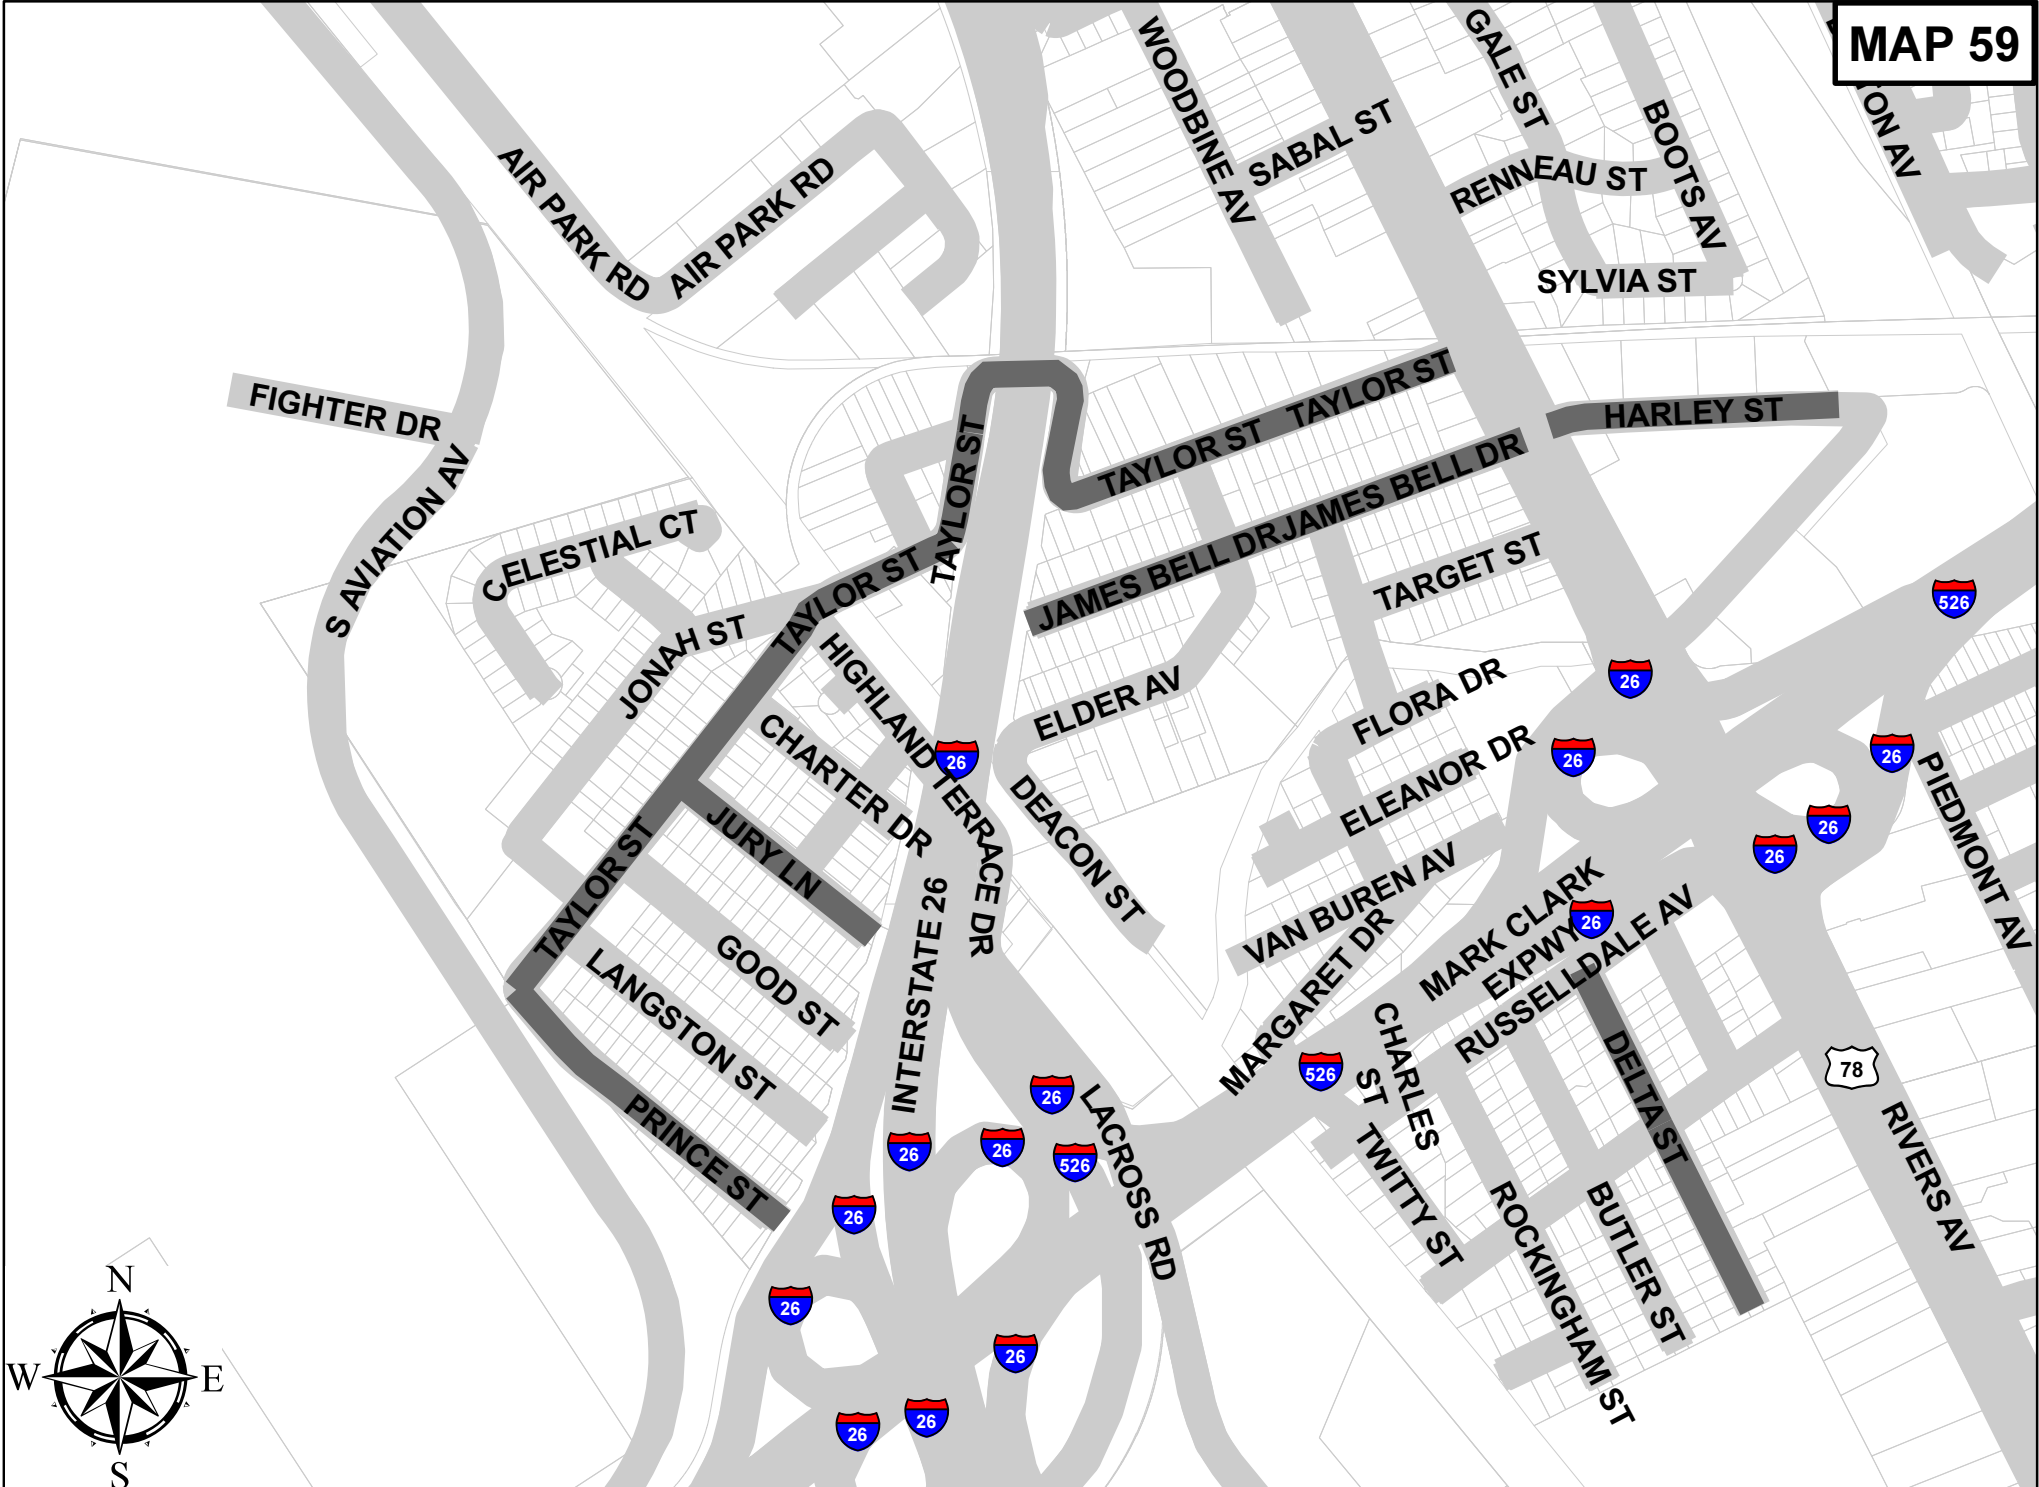 MAP 59
WOODBINE AV
GALE ST
BOOTS AV
TON AV
SABAL ST
RENNEAU ST
SYLVIA ST
AIR PARK RD
AIR PARK RD
FIGHTER DR
S AVIATION AV
TAYLOR ST
TAYLOR ST
TAYLOR ST
HARLEY ST
JAMES BELL DR
JAMES BELL DR
TARGET ST
CELESTIAL CT
JONAH ST
TAYLOR ST
HIGHLAND TERRACE DR
ELDER AV
FLORA DR
ELEANOR DR
VAN BUREN AV
MARGARET DR
CHARTER DR
DEACON ST
JURY LN
TAYLOR ST
GOOD ST
LANGSTON ST
PRINCE ST
INTERSTATE 26
MARK CLARK
EXPWY
RUSSELLDALE AV
PIEDMONT AV
CHARLES
ST
TWITTY ST
DELTA ST
ROCKINGHAM ST
BUTLER ST
RIVERS AV
LACROSS RD
526
26
26
26
26
26
26
26
526
78
26
26
26
526
26
26
26
26
26
N
W
E
S